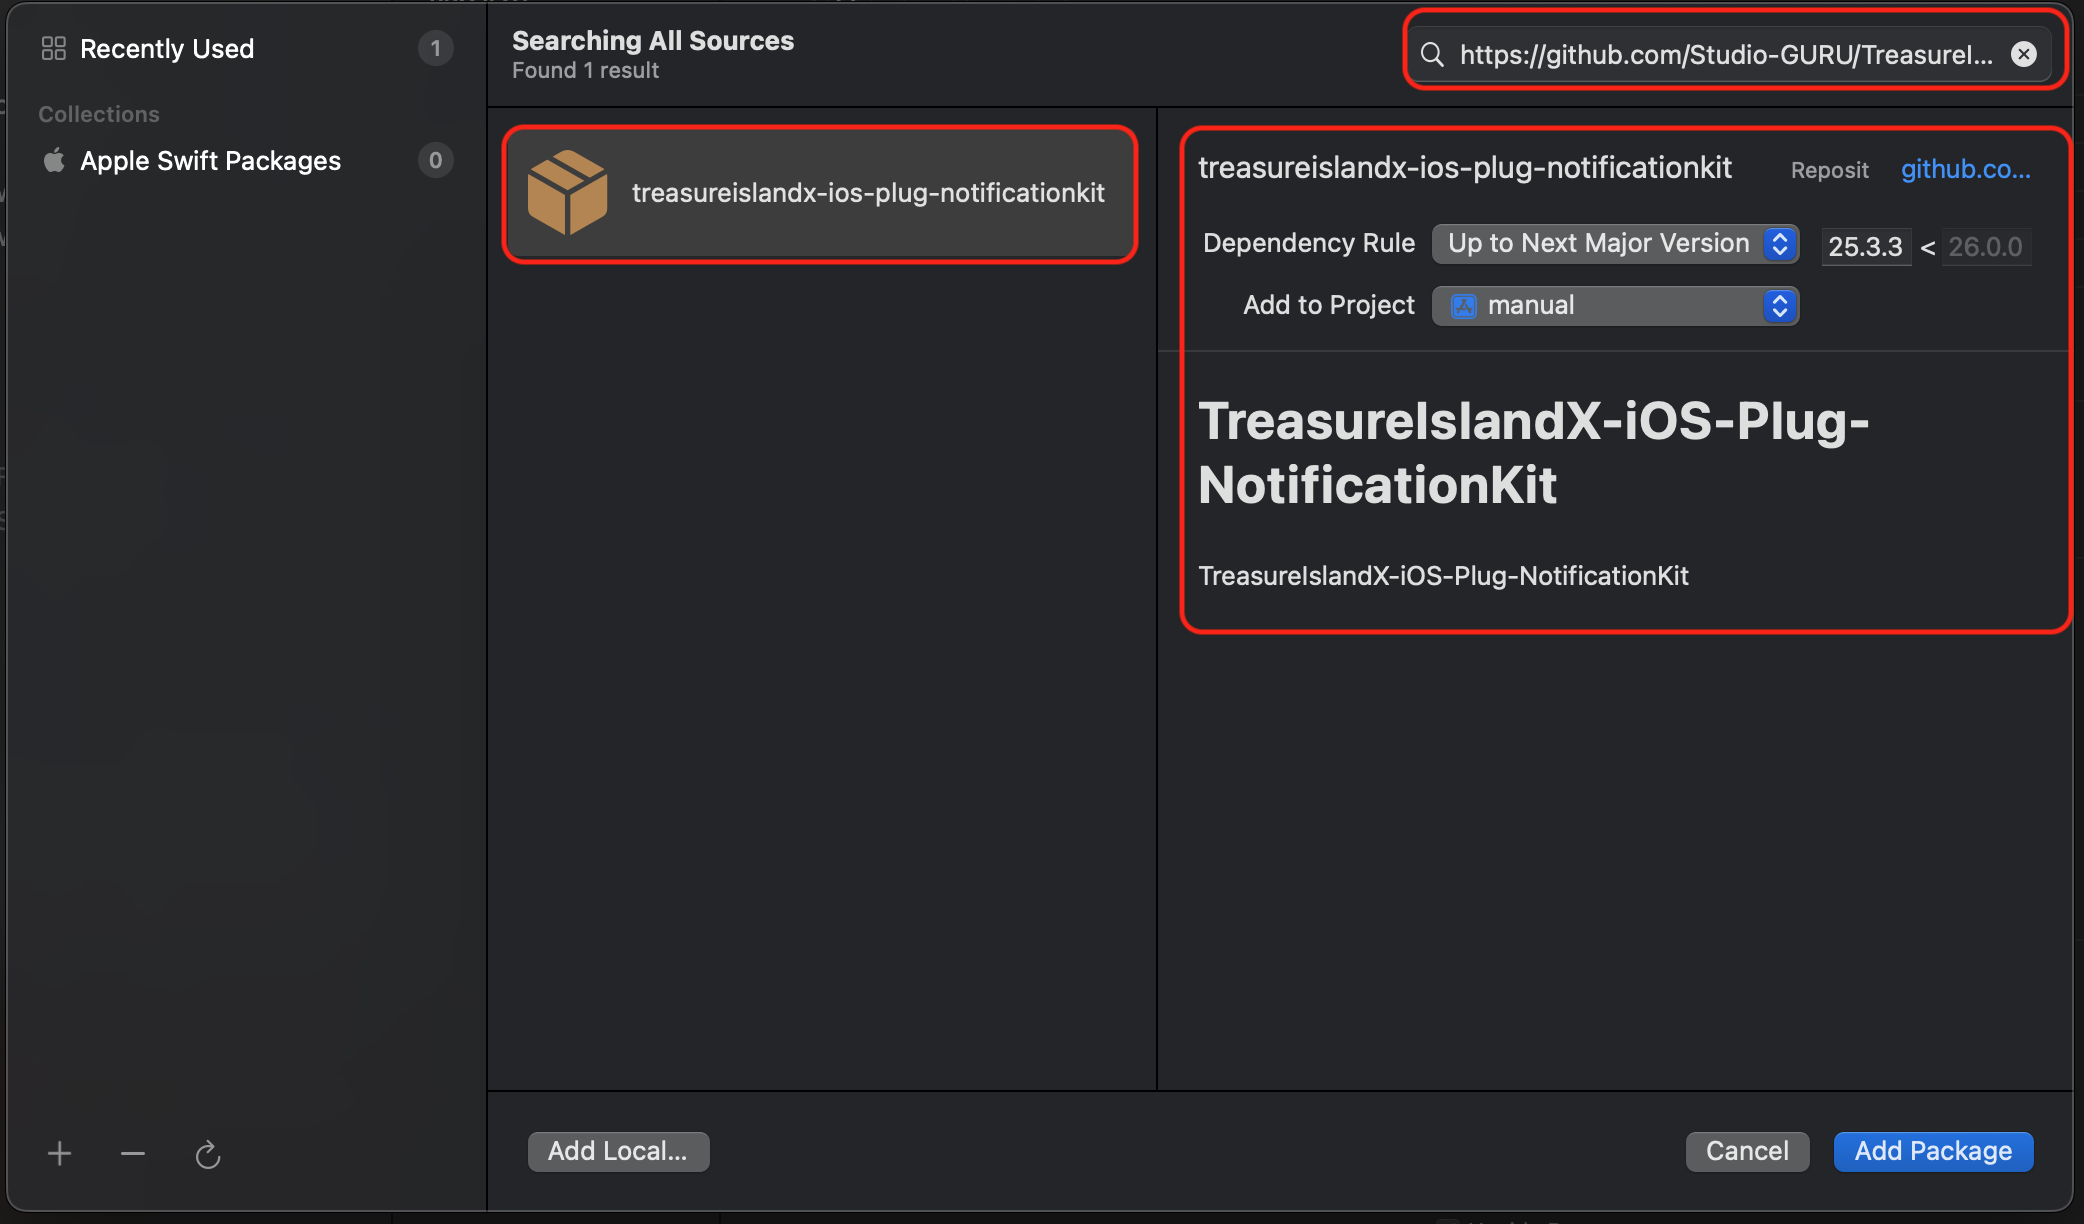 Recently Used 1
Collections
Apple Swift Packages 0
Searching All Sources
Found 1 result
https://github.com/Studio-GURU/TreasureI...
treasureislandx-ios-plug-notificationkit
treasureislandx-ios-plug-notificationkit Reposit github.co...
Dependency Rule Up to Next Major Version 25.3.3 < 26.0.0
Add to Project manual
TreasureIslandX-iOS-Plug-
NotificationKit
TreasureIslandX-iOS-Plug-NotificationKit
Add Local...
Cancel
Add Package